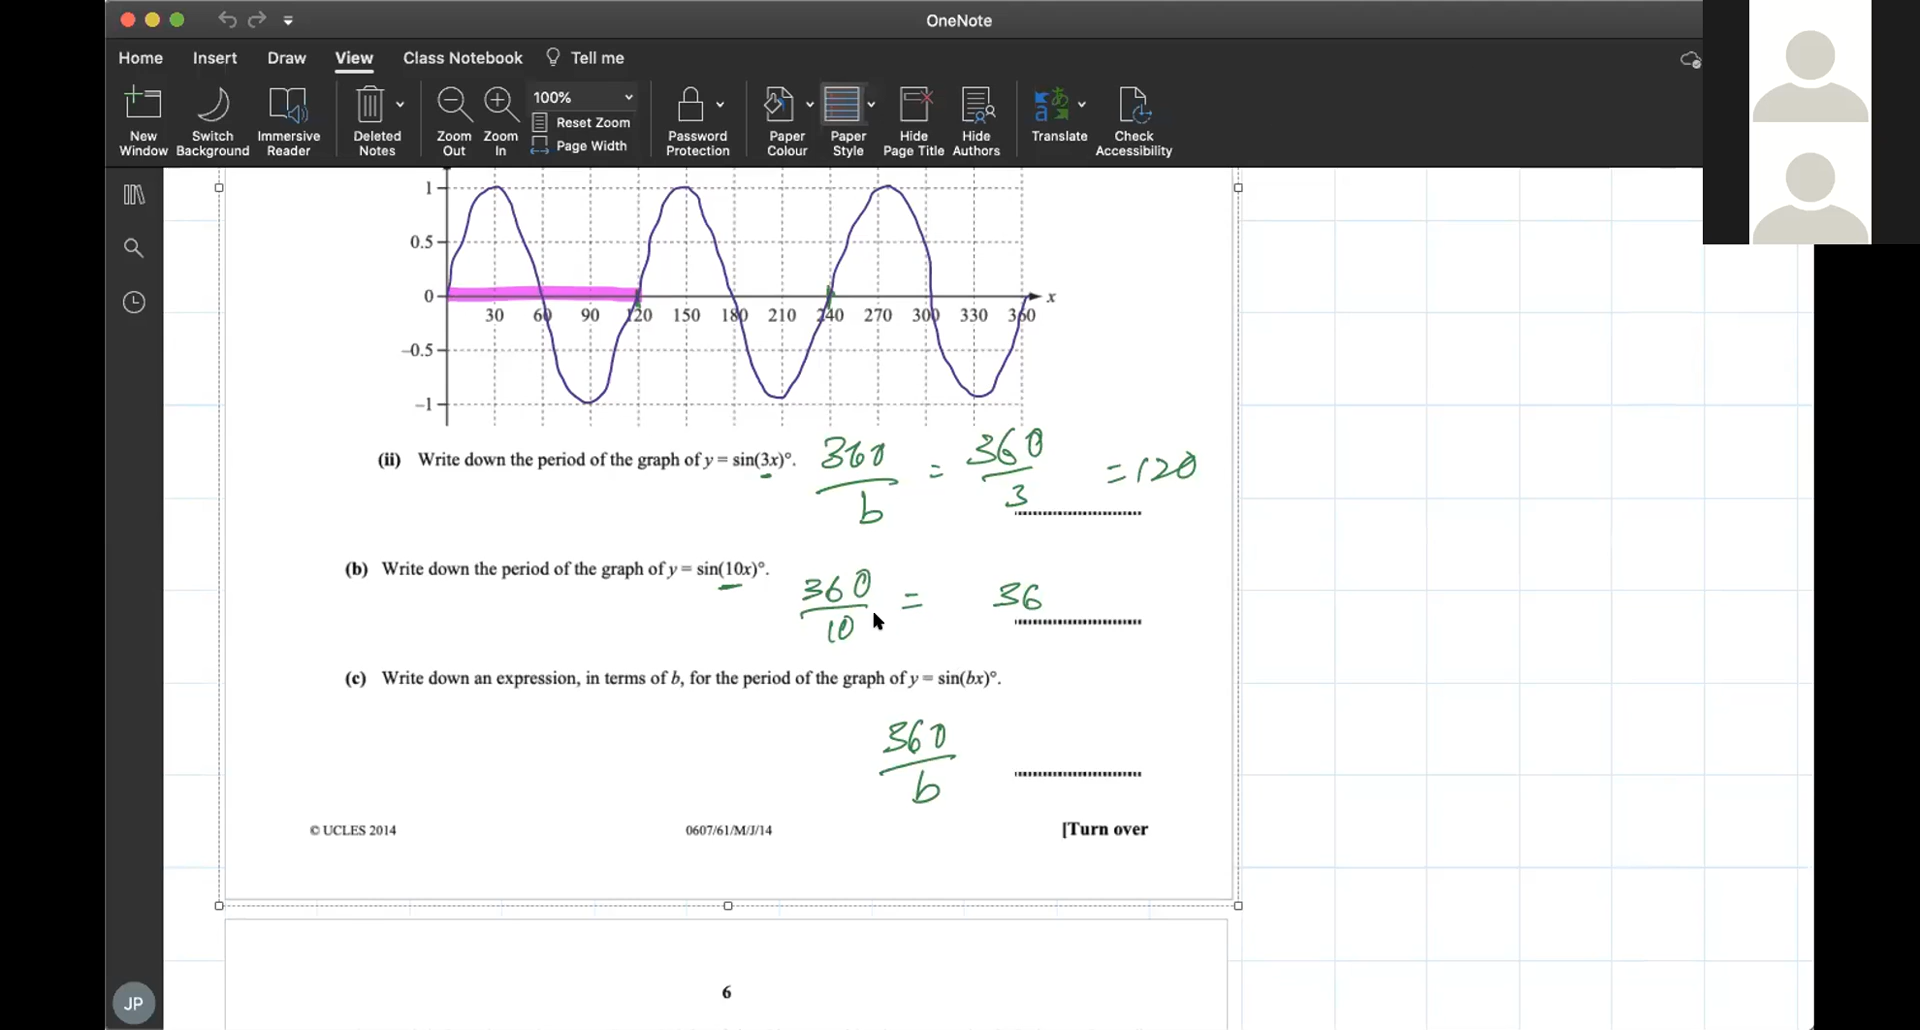 OneNote
Home Insert Draw View Class Notebook Tell me
New Window
Switch Background
Immersive Reader
Deleted Notes
Zoom Out
Zoom In
100%
Reset Zoom
Page Width
Password Protection
Paper Colour
Paper Style
Hide Page Title
Hide Authors
Translate
Check Accessibility
1
0.5
0
x
30 60 90 120 150 180 210 240 270 300 330 360
–0.5
–1
(ii) Write down the period of the graph of y = sin(3x)°. 360/b = 360/3 = 120
(b) Write down the period of the graph of y = sin(10x)°.
360/10 = 36
(c) Write down an expression, in terms of b, for the period of the graph of y = sin(bx)°.
360/b
© UCLES 2014 0607/61/M/J/14 [Turn over
6
JP